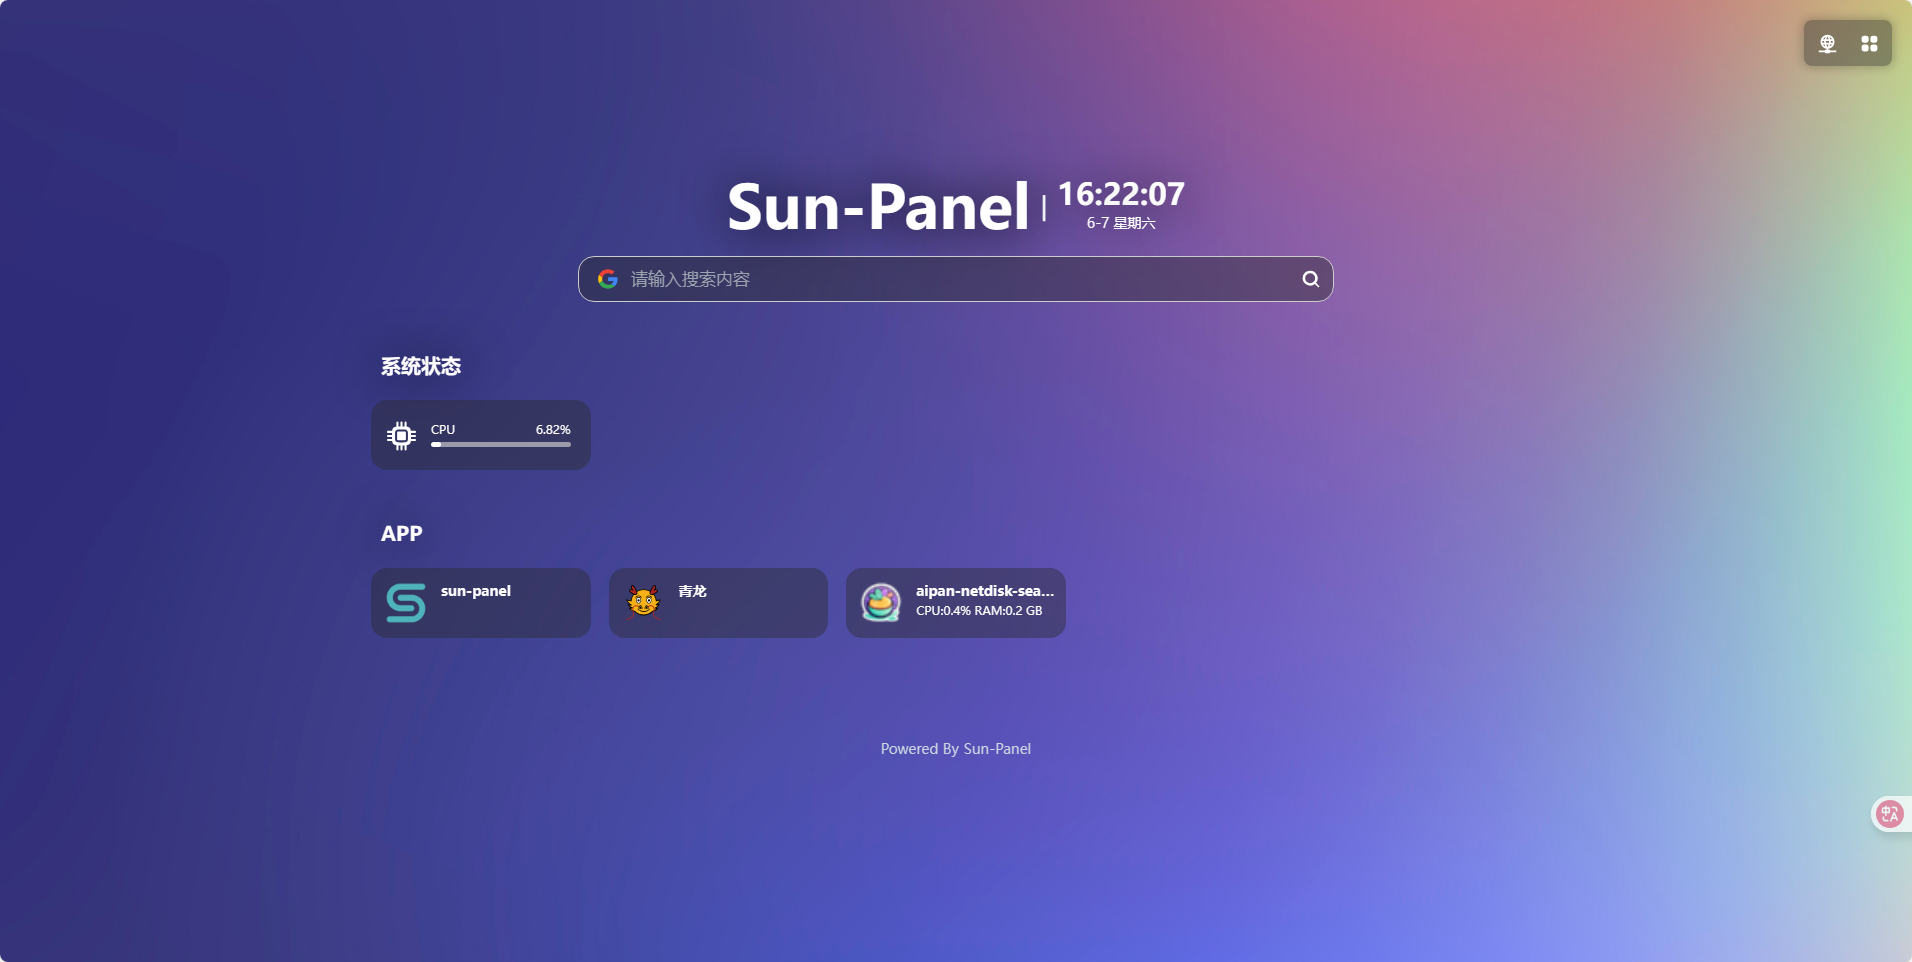 Sun-Panel
|
16:22:07
6-7 星期六
请输入搜索内容
系统状态
CPU
6.82%
APP
sun-panel
青龙
aipan-netdisk-sea...
CPU:0.4% RAM:0.2 GB
Powered By Sun-Panel
中
A